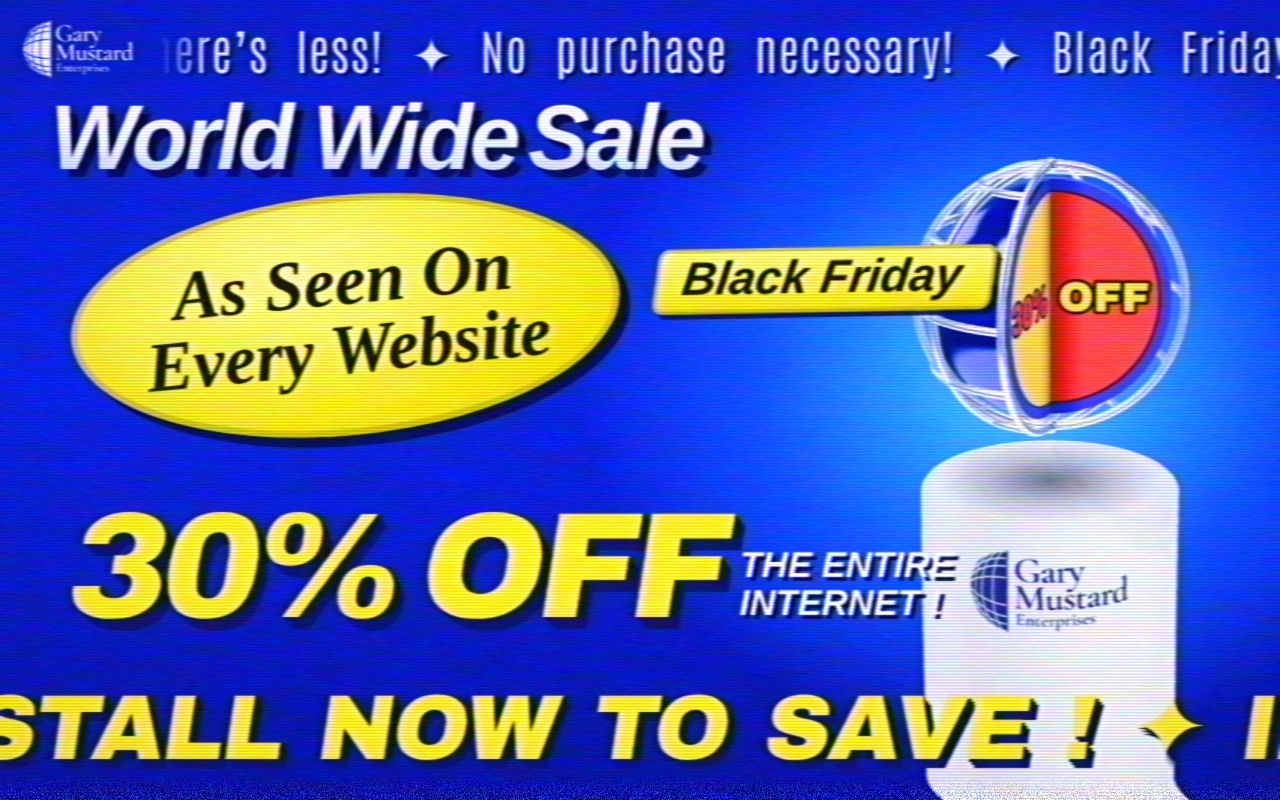 Gary
Mustard
Enterprises
ere's less! ✦ No purchase necessary! ✦ Black Friday
World Wide Sale
As Seen On
Every Website
Black Friday
30% OFF
30% OFF
THE ENTIRE
INTERNET !
Gary
Mustard
Enterprises
STALL NOW TO SAVE ! ✦